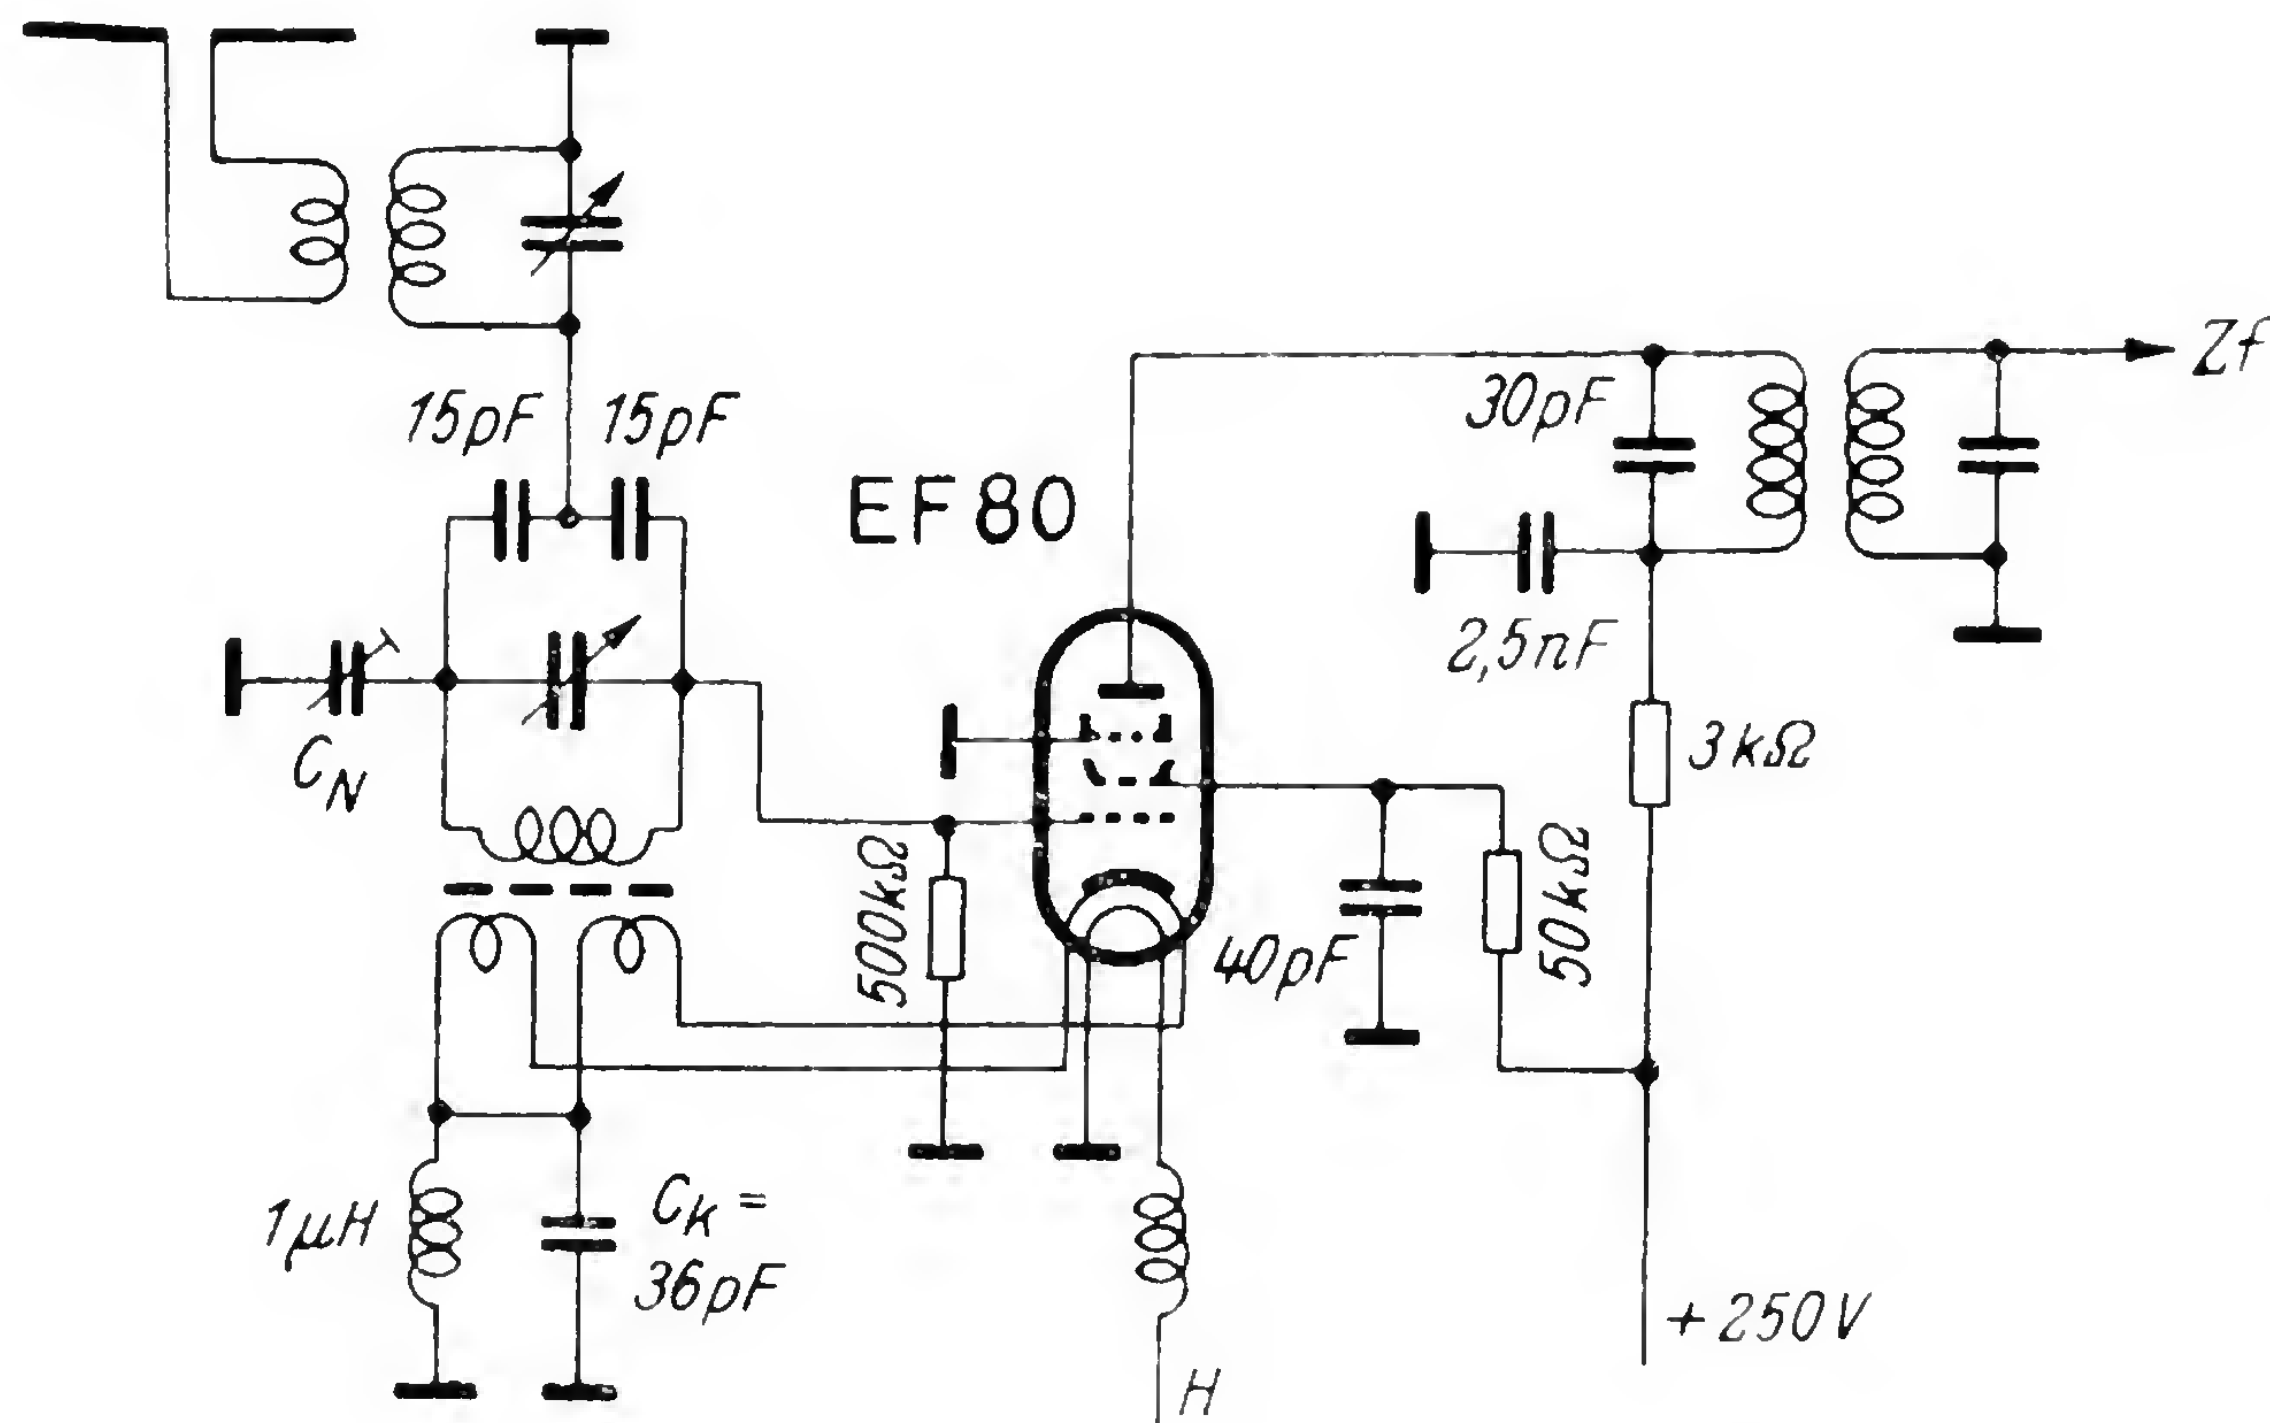 Zf
15pF
15pF
30pF
EF80
2,5nF
3kΩ
C_N
500kΩ
50kΩ
40pF
1μH
C_K =
36pF
+250V
H